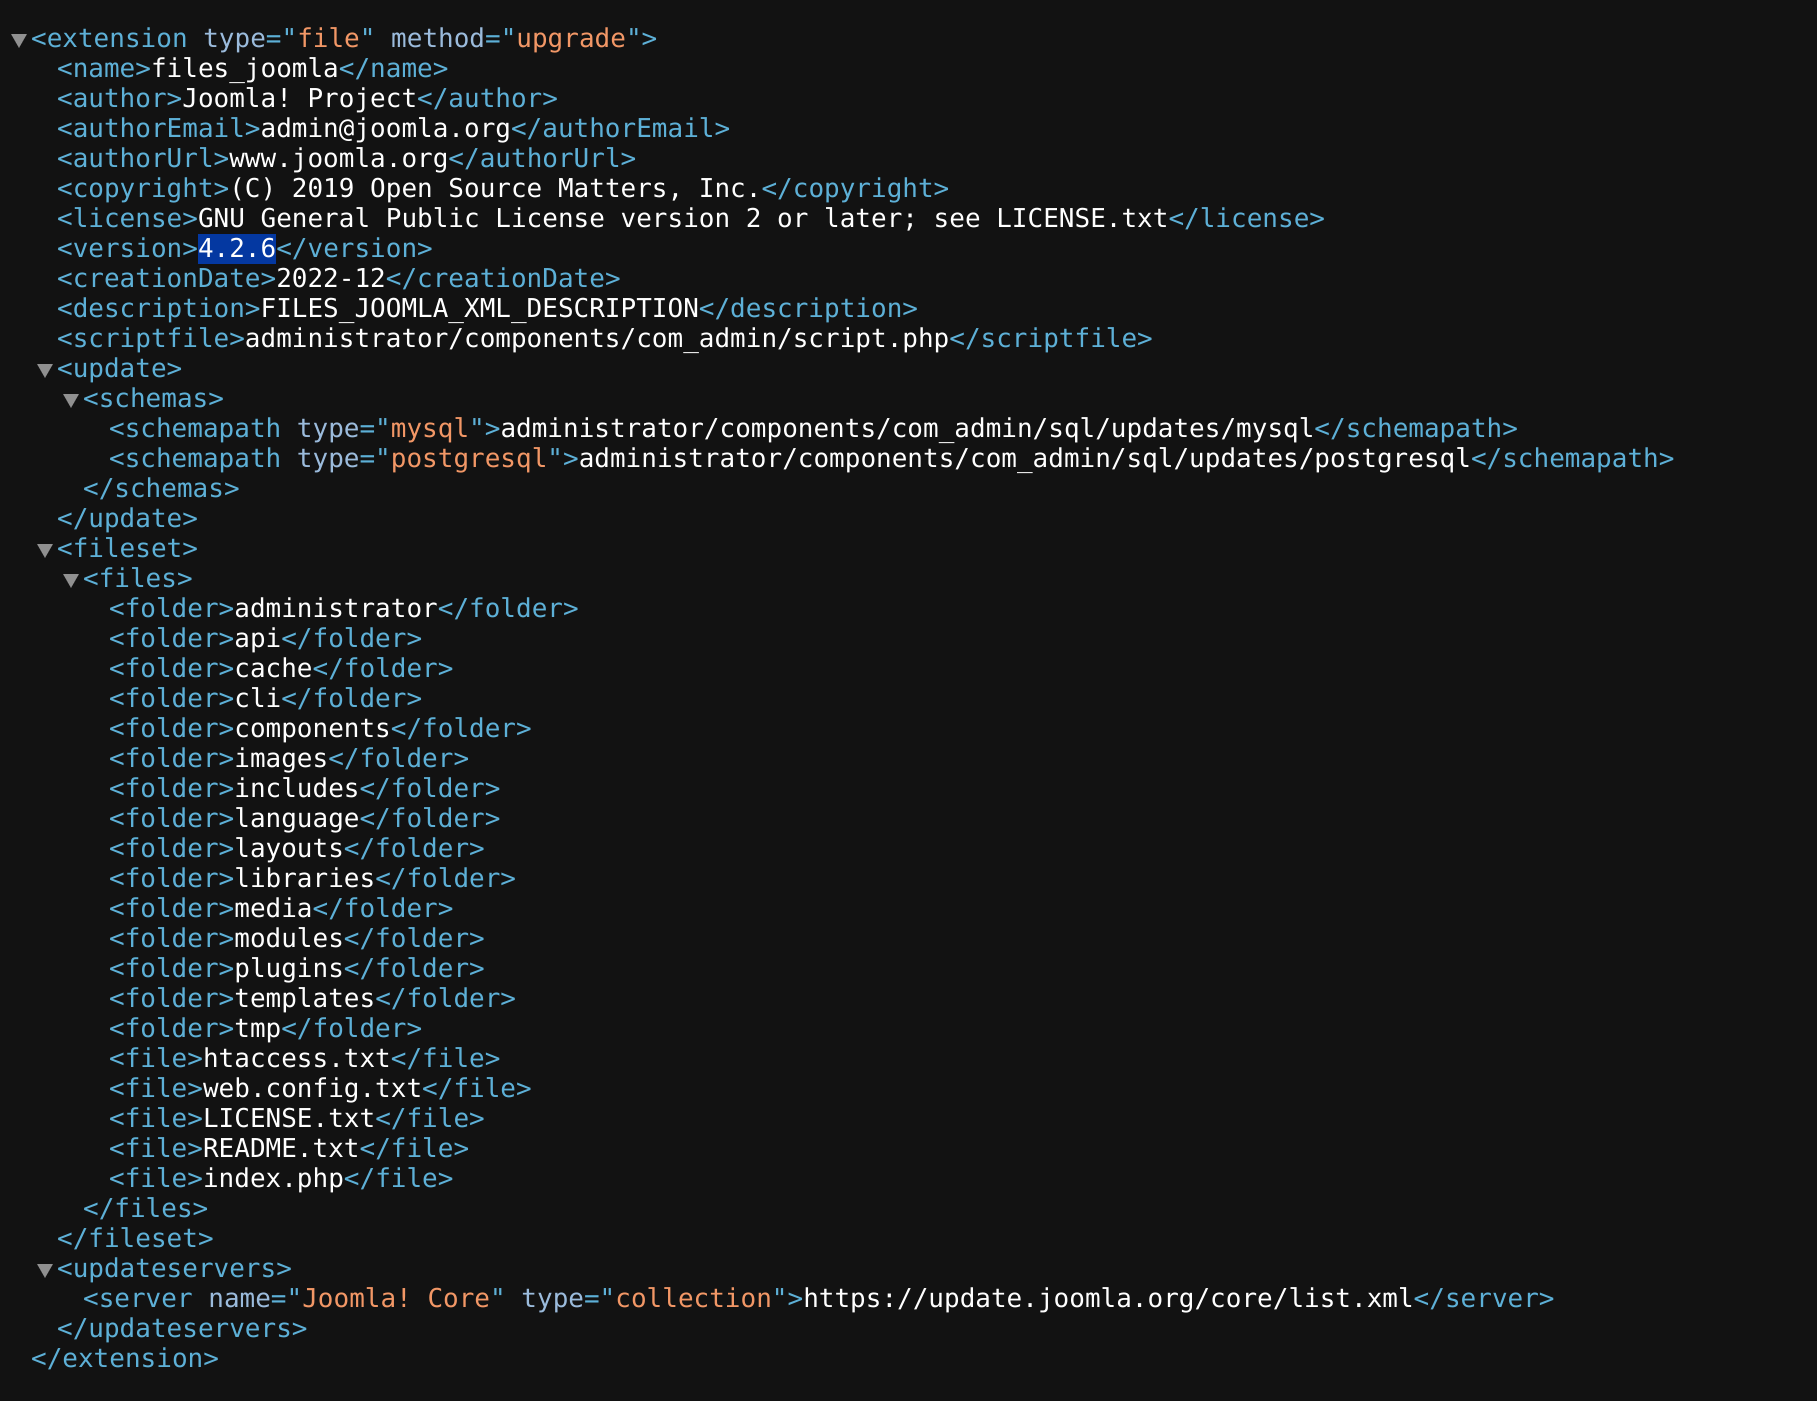 <extension type="file" method="upgrade">
<name>files_joomla</name>
<author>Joomla! Project</author>
<authorEmail>admin@joomla.org</authorEmail>
<authorUrl>www.joomla.org</authorUrl>
<copyright>(C) 2019 Open Source Matters, Inc.</copyright>
<license>GNU General Public License version 2 or later; see LICENSE.txt</license>
<version>4.2.6</version>
<creationDate>2022-12</creationDate>
<description>FILES_JOOMLA_XML_DESCRIPTION</description>
<scriptfile>administrator/components/com_admin/script.php</scriptfile>
<update>
<schemas>
<schemapath type="mysql">administrator/components/com_admin/sql/updates/mysql</schemapath>
<schemapath type="postgresql">administrator/components/com_admin/sql/updates/postgresql</schemapath>
</schemas>
</update>
<fileset>
<files>
<folder>administrator</folder>
<folder>api</folder>
<folder>cache</folder>
<folder>cli</folder>
<folder>components</folder>
<folder>images</folder>
<folder>includes</folder>
<folder>language</folder>
<folder>layouts</folder>
<folder>libraries</folder>
<folder>media</folder>
<folder>modules</folder>
<folder>plugins</folder>
<folder>templates</folder>
<folder>tmp</folder>
<file>htaccess.txt</file>
<file>web.config.txt</file>
<file>LICENSE.txt</file>
<file>README.txt</file>
<file>index.php</file>
</files>
</fileset>
<updateservers>
<server name="Joomla! Core" type="collection">https://update.joomla.org/core/list.xml</server>
</updateservers>
</extension>